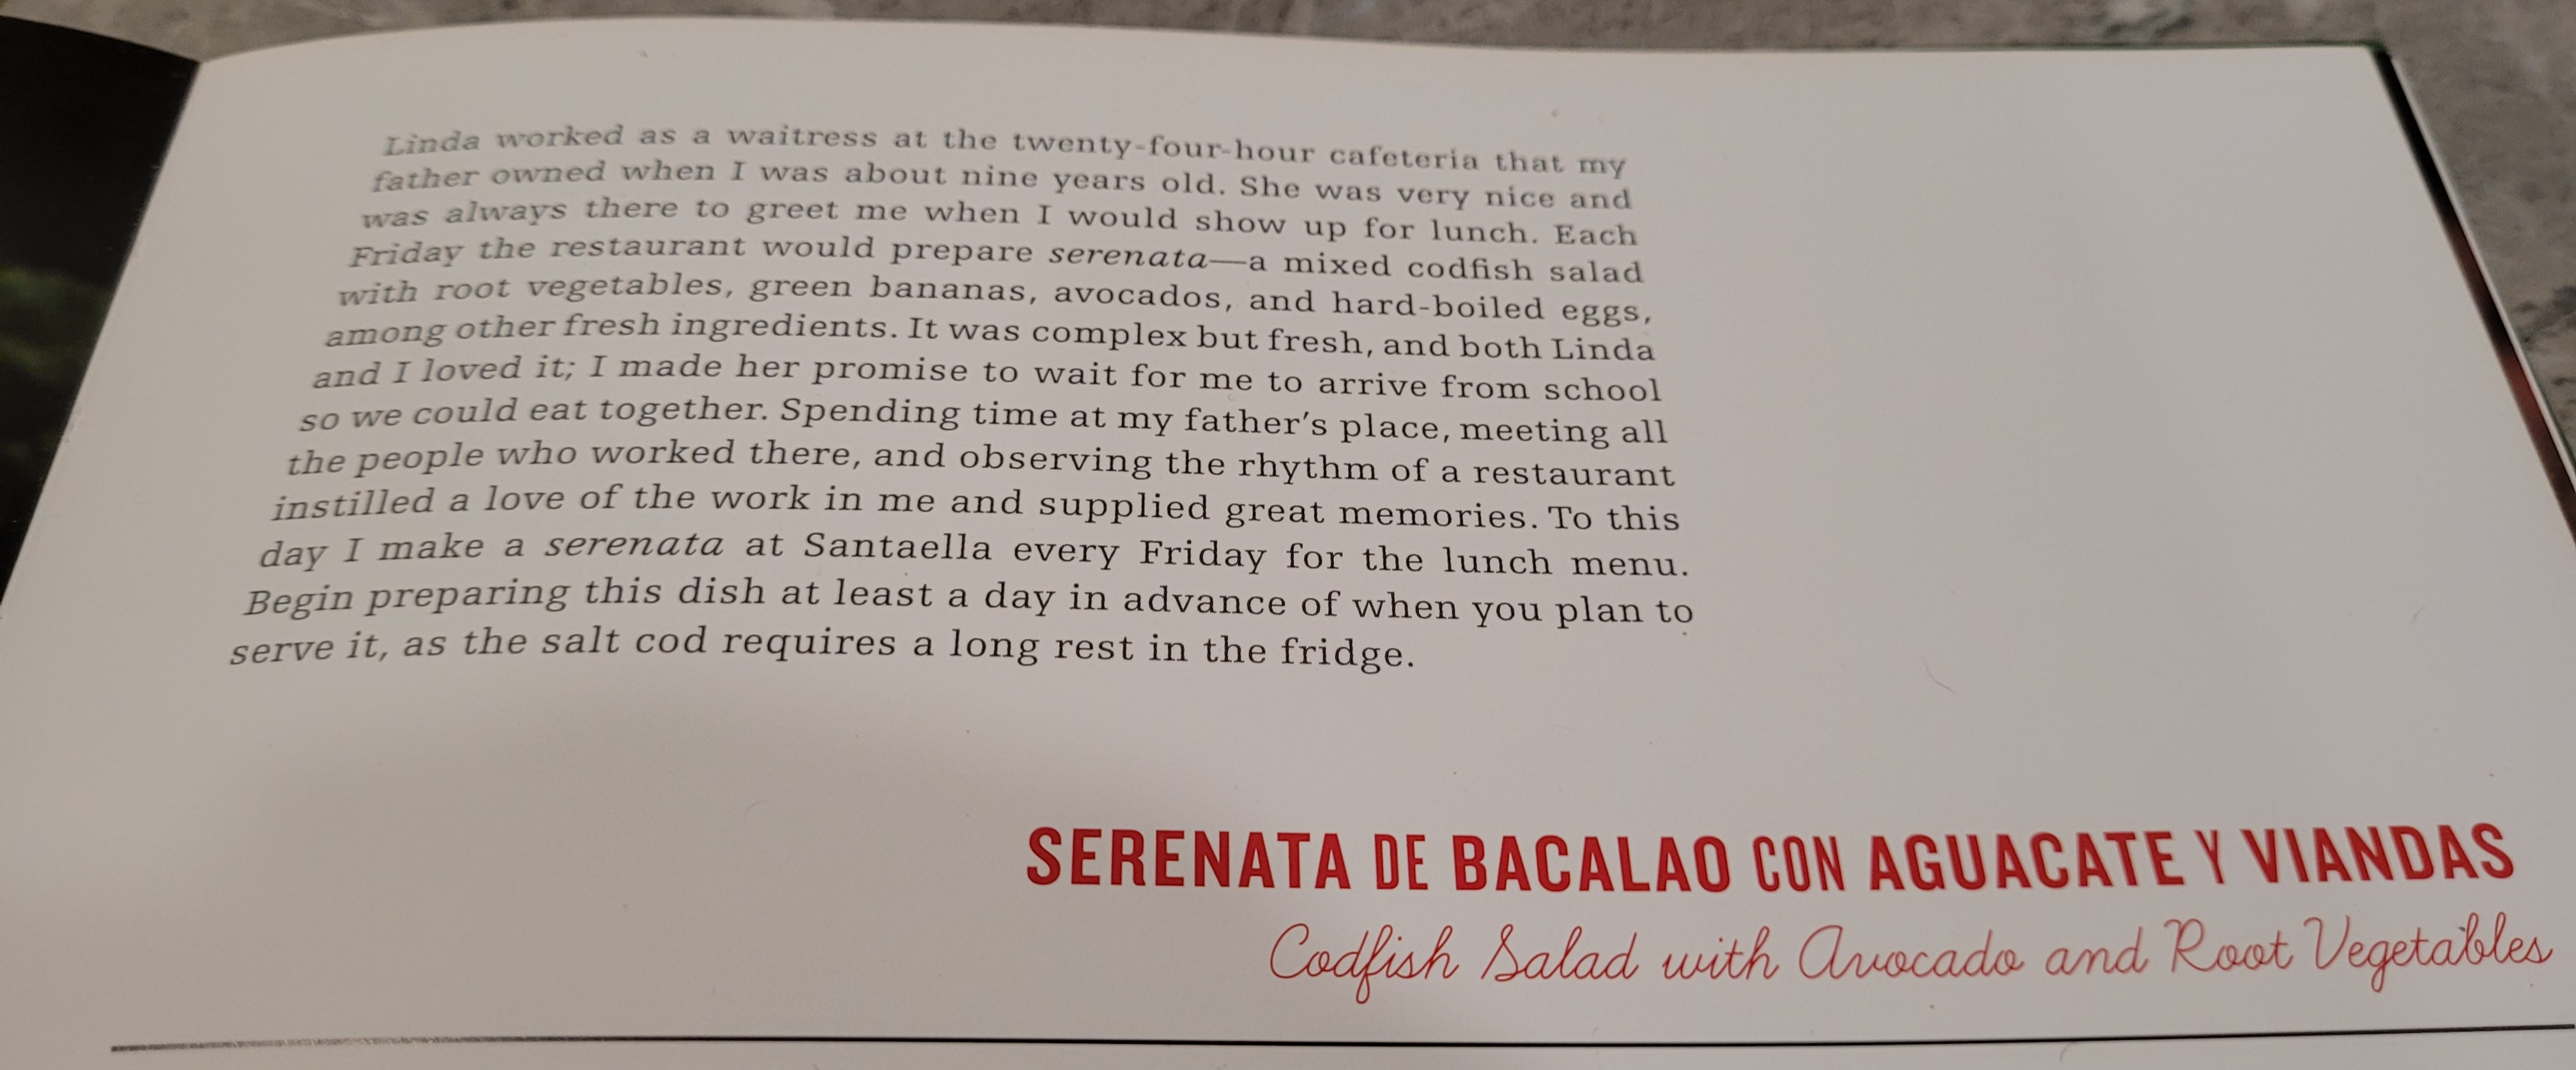 Linda worked as a waitress at the twenty-four-hour cafeteria that my
father owned when I was about nine years old. She was very nice and
was always there to greet me when I would show up for lunch. Each
Friday the restaurant would prepare serenata—a mixed codfish salad
with root vegetables, green bananas, avocados, and hard-boiled eggs,
among other fresh ingredients. It was complex but fresh, and both Linda
and I loved it; I made her promise to wait for me to arrive from school
so we could eat together. Spending time at my father's place, meeting all
the people who worked there, and observing the rhythm of a restaurant
instilled a love of the work in me and supplied great memories. To this
day I make a serenata at Santaella every Friday for the lunch menu.
Begin preparing this dish at least a day in advance of when you plan to
serve it, as the salt cod requires a long rest in the fridge.
SERENATA DE BACALAO CON AGUACATE Y VIANDAS
Codfish Salad with Avocado and Root Vegetables